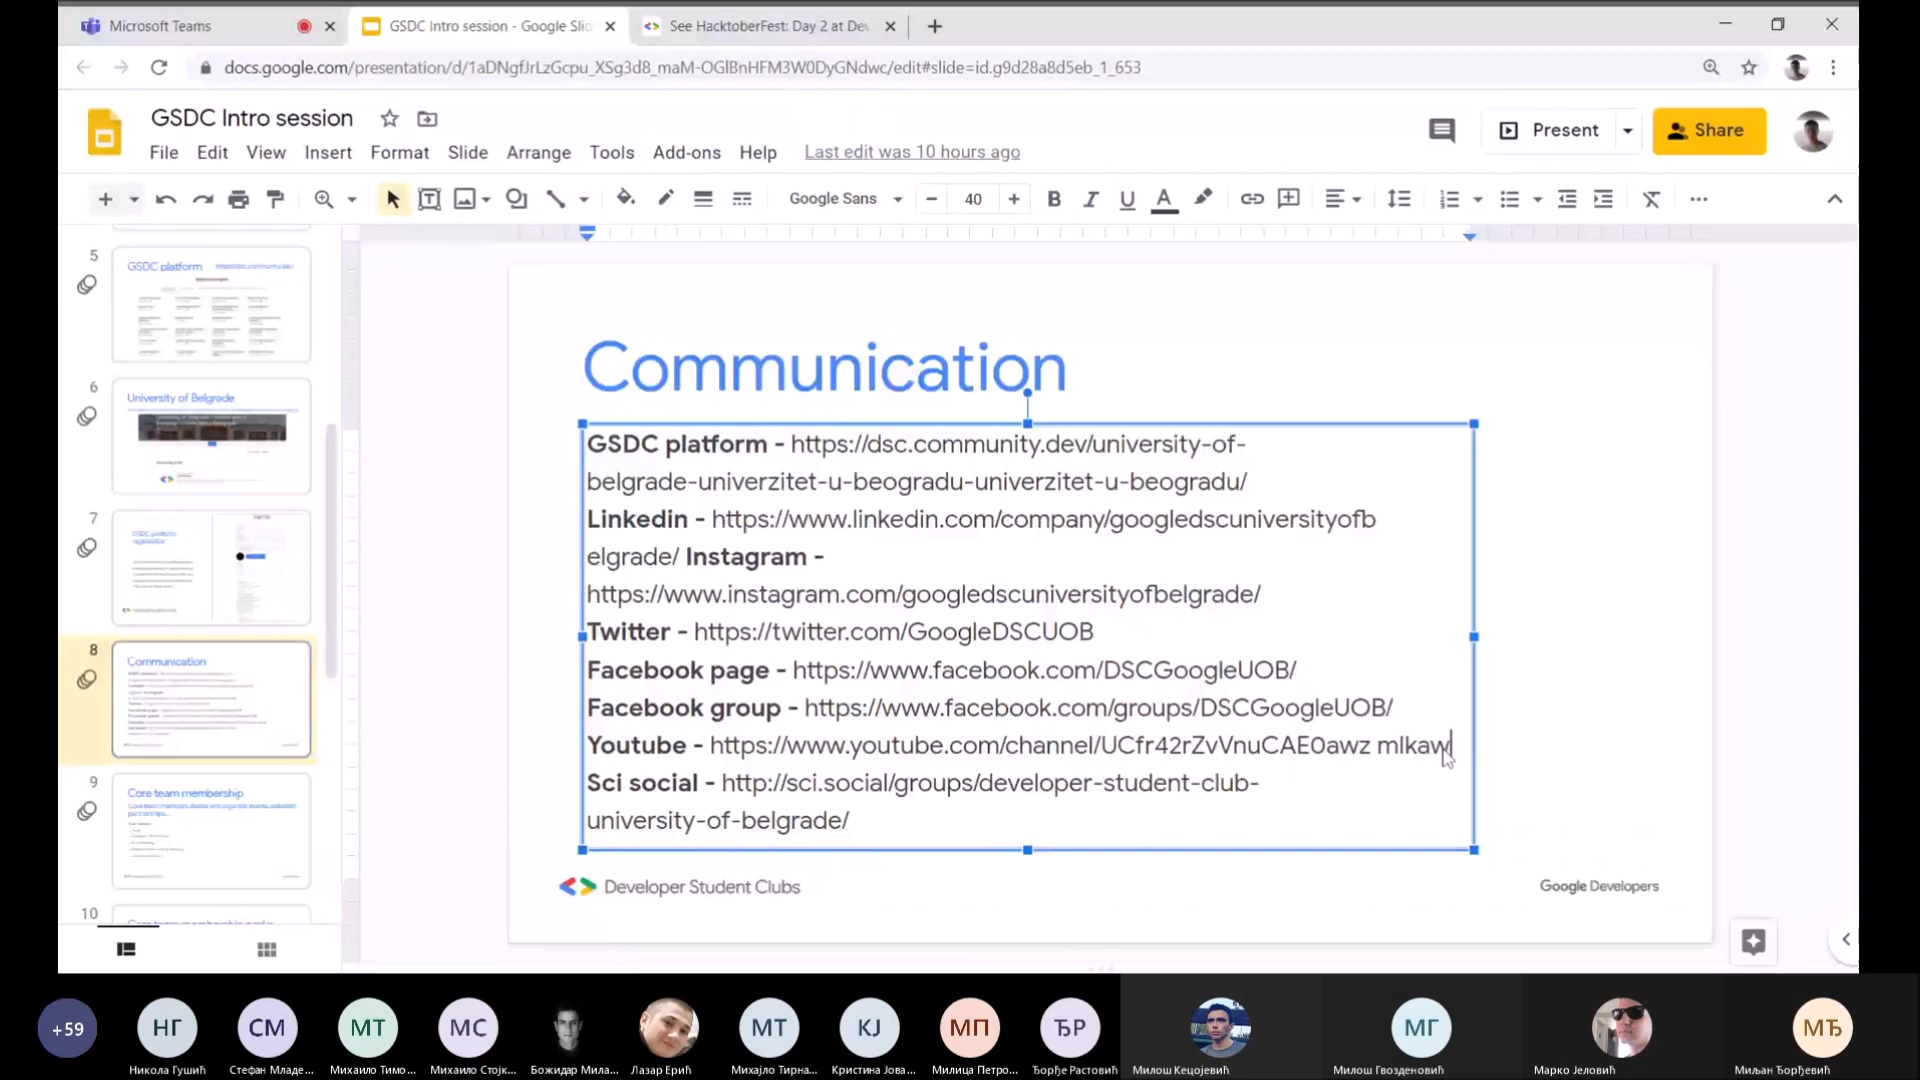 Microsoft Teams
GSDC Intro session - Google Slid
See HacktoberFest: Day 2 at Dev
docs.google.com/presentation/d/1aDNgfJrLzGcpu_XSg3d8_maM-OGlBnHFM3W0DyGNdwc/edit#slide=id.g9d28a8d5eb_1_653
GSDC Intro session
Present
Share
File Edit View Insert Format Slide Arrange Tools Add-ons Help Last edit was 10 hours ago
Google Sans 40
5
GSDC platform
6
University of Belgrade
7
8
Communication
9
Core team membership
10
Communication
GSDC platform - https://dsc.community.dev/university-of-
belgrade-univerzitet-u-beogradu-univerzitet-u-beogradu/
Linkedin - https://www.linkedin.com/company/googledscuniversityofb
elgrade/ Instagram -
https://www.instagram.com/googledscuniversityofbelgrade/
Twitter - https://twitter.com/GoogleDSCUOB
Facebook page - https://www.facebook.com/DSCGoogleUOB/
Facebook group - https://www.facebook.com/groups/DSCGoogleUOB/
Youtube - https://www.youtube.com/channel/UCfr42rZvVnuCAE0awz mlkaw
Sci social - http://sci.social/groups/developer-student-club-
university-of-belgrade/
Developer Student Clubs
Google Developers
+59 НГ СМ МТ МС МТ КЈ МП ЂР МГ МЂ
Никола Гушић Стефан Младе... Михаило Тимо... Михаило Стојк... Божидар Мила... Лазар Ерић Михајло Тирна... Кристина Јова... Милица Петро... Ђорђе Растовић Милош Кецојевић Милош Гвозденовић Марко Јеловић Миљан Ђорђевић